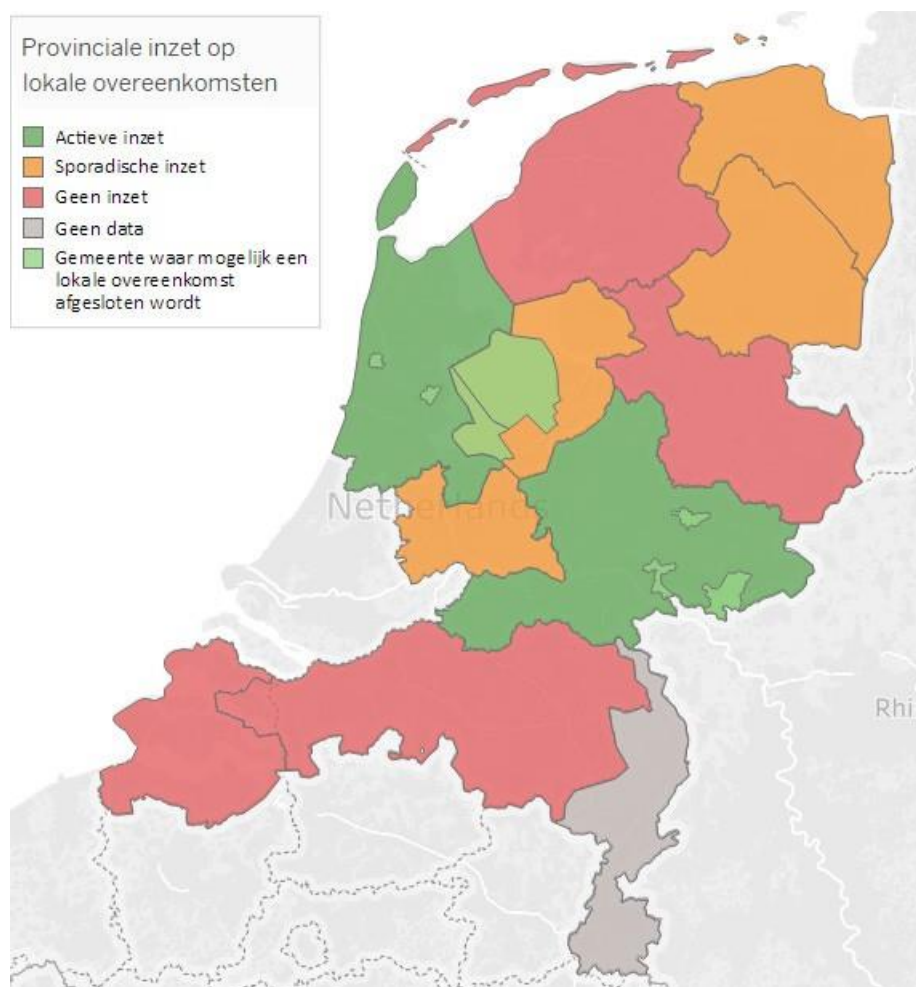 Provinciale inzet op
lokale overeenkomsten
Actieve inzet
Sporadische inzet
Geen inzet
Geen data
Gemeente waar mogelijk een
lokale overeenkomst
afgesloten wordt
Netherlands
Rhi